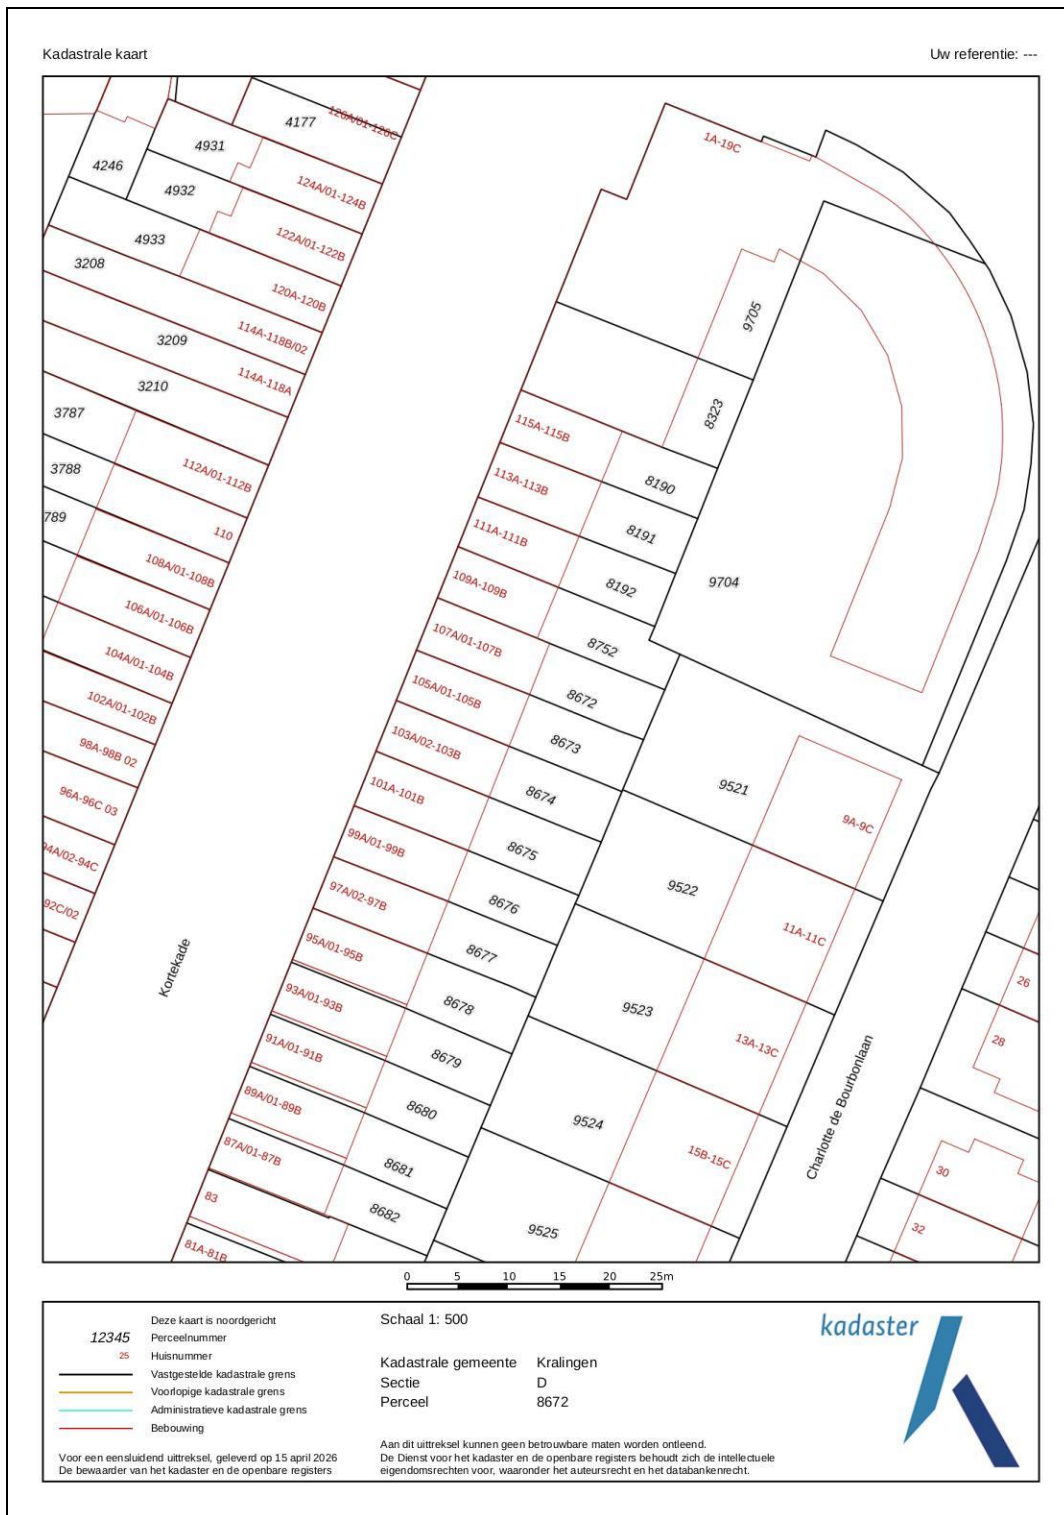 Kadastrale kaart
Uw referentie: ---
4177
126A/01-126C
4931
4246
4932
124A/01-124B
4933
122A/01-122B
3208
120A-120B
3209
114A-118B/02
3210
114A-118A
3787
112A/01-112B
3788
110
789
108A/01-108B
106A/01-106B
104A/01-104B
102A/01-102B
98A-98B 02
96A-96C 03
94A/02-94C
92C/02
Kortekade
1A-19C
9705
8323
9704
115A-115B
8190
113A-113B
8191
111A-111B
8192
109A-109B
8752
107A/01-107B
8672
105A/01-105B
8673
103A/02-103B
8674
101A-101B
8675
99A/01-99B
8676
97A/02-97B
8677
95A/01-95B
8678
93A/01-93B
8679
91A/01-91B
8680
89A/01-89B
8681
87A/01-87B
8682
83
81A-81B
9521
9A-9C
9522
11A-11C
9523
13A-13C
9524
15B-15C
9525
Charlotte de Bourbonlaan
26
28
30
32
0 5 10 15 20 25m
Deze kaart is noordgericht
12345 Perceelnummer
25 Huisnummer
Vastgestelde kadastrale grens
Voorlopige kadastrale grens
Administratieve kadastrale grens
Bebouwing
Voor een eensluidend uittreksel, geleverd op 15 april 2026
De bewaarder van het kadaster en de openbare registers
Schaal 1: 500
Kadastrale gemeente Kralingen
Sectie D
Perceel 8672
Aan dit uittreksel kunnen geen betrouwbare maten worden ontleend.
De Dienst voor het kadaster en de openbare registers behoudt zich de intellectuele
eigendomsrechten voor, waaronder het auteursrecht en het databankenrecht.
kadaster